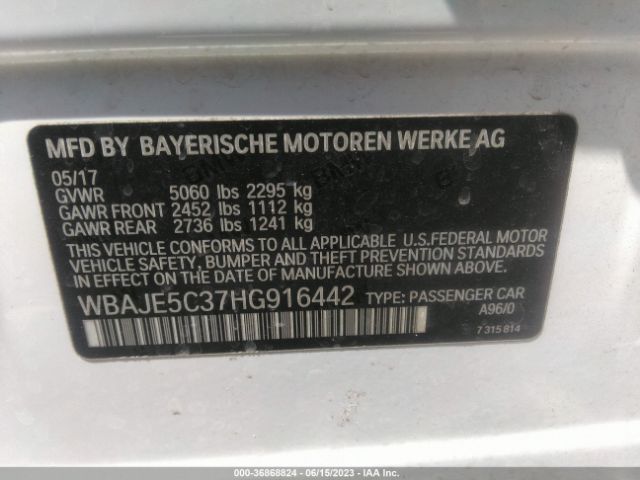 MFD BY BAYERISCHE MOTOREN WERKE AG
05/17
GVWR 5060 lbs 2295 kg
GAWR FRONT 2452 lbs 1112 kg
GAWR REAR 2736 lbs 1241 kg
THIS VEHICLE CONFORMS TO ALL APPLICABLE U.S.FEDERAL MOTOR
VEHICLE SAFETY, BUMPER AND THEFT PREVENTION STANDARDS
IN EFFECT ON THE DATE OF MANUFACTURE SHOWN ABOVE.
WBAJE5C37HG916442 TYPE: PASSENGER CAR
A96/0
7 315 814
000-36868824 - 06/15/2023 - IAA Inc.